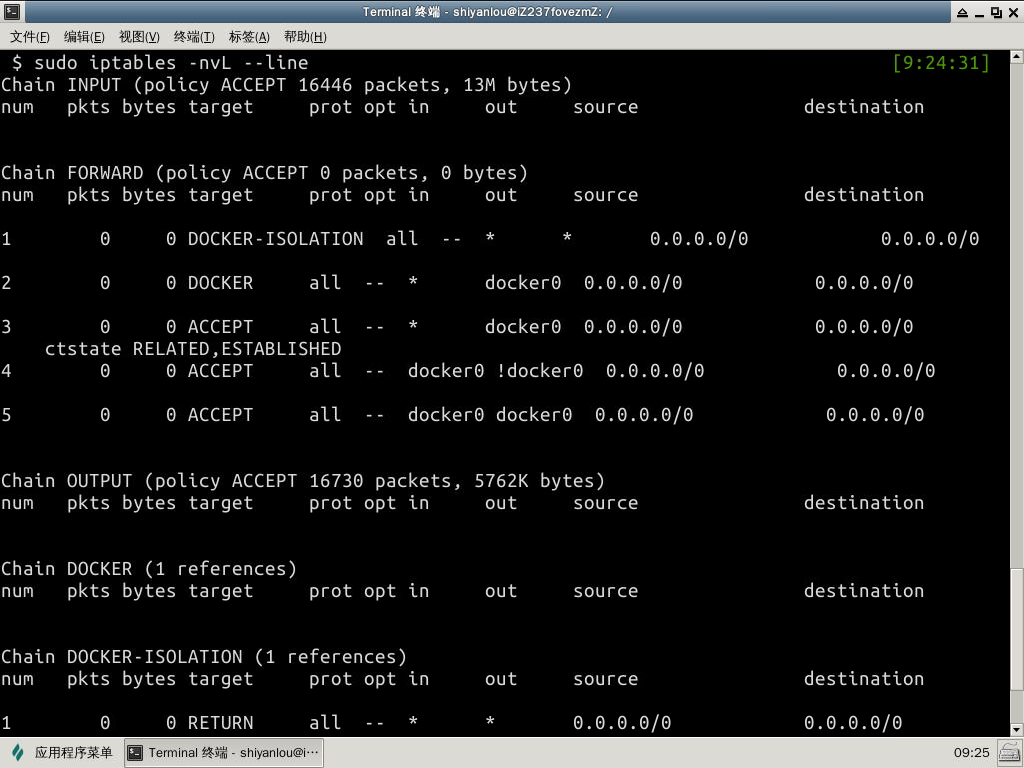 Terminal 终端 - shiyanlou@iZ237fovezmZ: /
文件(F) 编辑(E) 视图(V) 终端(T) 标签(A) 帮助(H)
$ sudo iptables -nvL --line [9:24:31]
Chain INPUT (policy ACCEPT 16446 packets, 13M bytes)
num pkts bytes target prot opt in out source destination
Chain FORWARD (policy ACCEPT 0 packets, 0 bytes)
num pkts bytes target prot opt in out source destination
1 0 0 DOCKER-ISOLATION all -- * * 0.0.0.0/0 0.0.0.0/0
2 0 0 DOCKER all -- * docker0 0.0.0.0/0 0.0.0.0/0
3 0 0 ACCEPT all -- * docker0 0.0.0.0/0 0.0.0.0/0
ctstate RELATED,ESTABLISHED
4 0 0 ACCEPT all -- docker0 !docker0 0.0.0.0/0 0.0.0.0/0
5 0 0 ACCEPT all -- docker0 docker0 0.0.0.0/0 0.0.0.0/0
Chain OUTPUT (policy ACCEPT 16730 packets, 5762K bytes)
num pkts bytes target prot opt in out source destination
Chain DOCKER (1 references)
num pkts bytes target prot opt in out source destination
Chain DOCKER-ISOLATION (1 references)
num pkts bytes target prot opt in out source destination
1 0 0 RETURN all -- * * 0.0.0.0/0 0.0.0.0/0
应用程序菜单 Terminal 终端 - shiyanlou@i··· 09:25